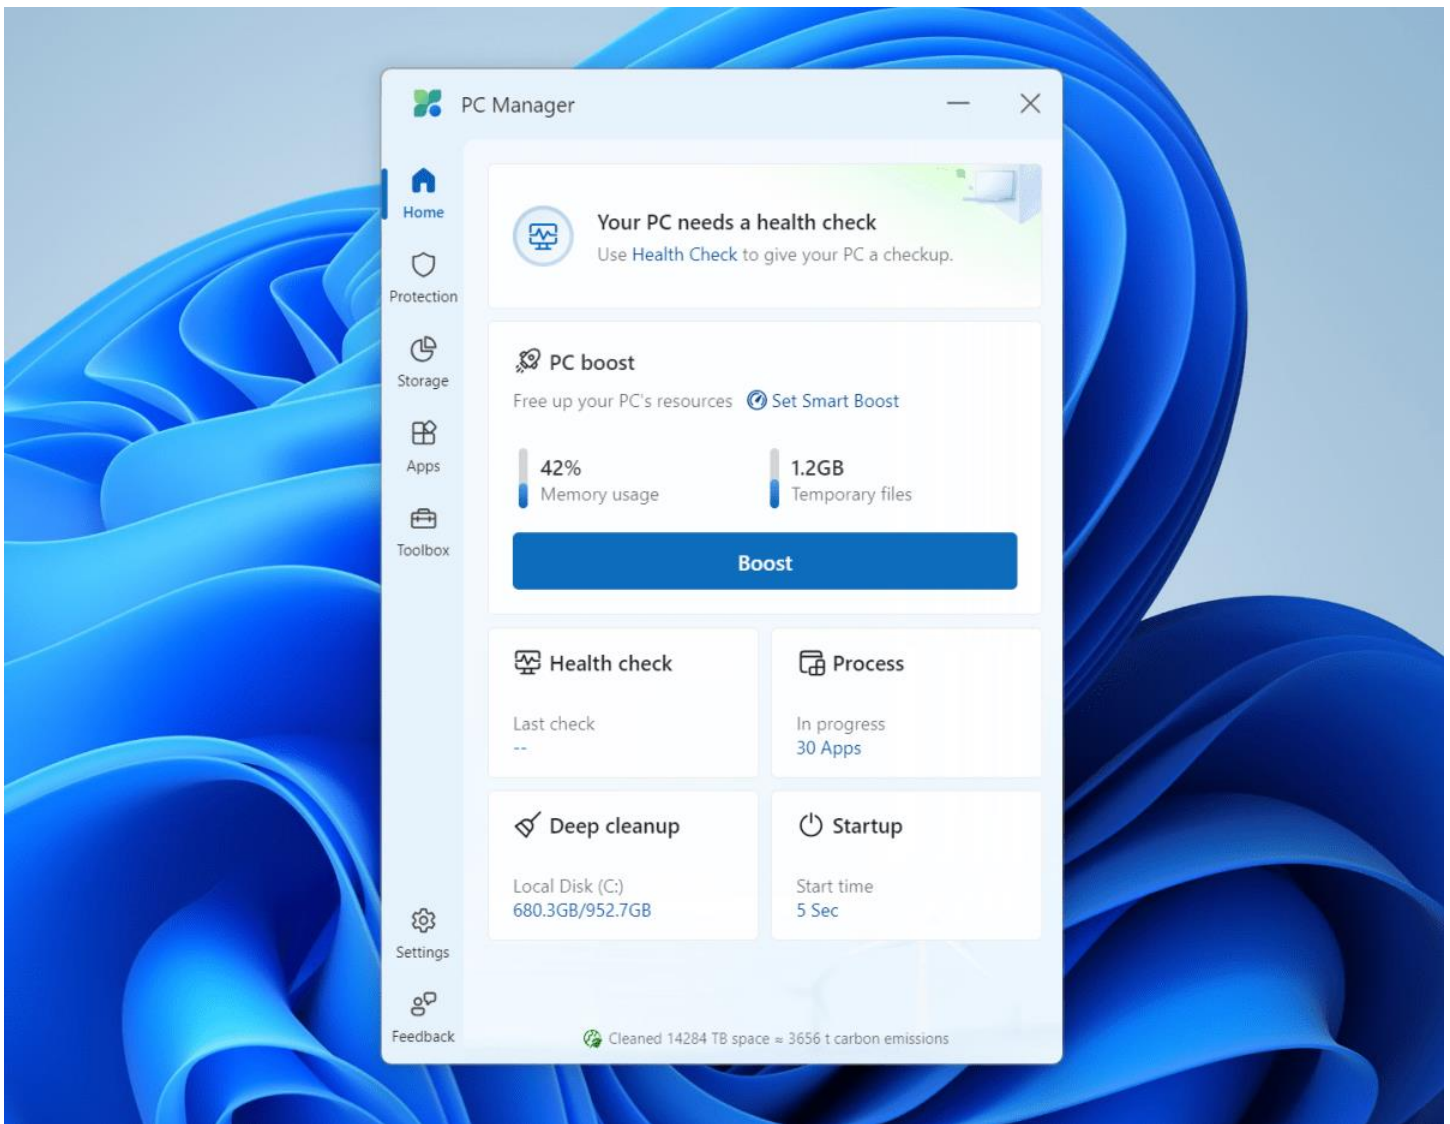 PC Manager
Home
Protection
Storage
Apps
Toolbox
Settings
Feedback
Your PC needs a health check
Use Health Check to give your PC a checkup.
PC boost
Free up your PC's resources Set Smart Boost
42%
Memory usage
1.2GB
Temporary files
Boost
Health check
Last check
--
Process
In progress
30 Apps
Deep cleanup
Local Disk (C:)
680.3GB/952.7GB
Startup
Start time
5 Sec
Cleaned 14284 TB space ≈ 3656 t carbon emissions